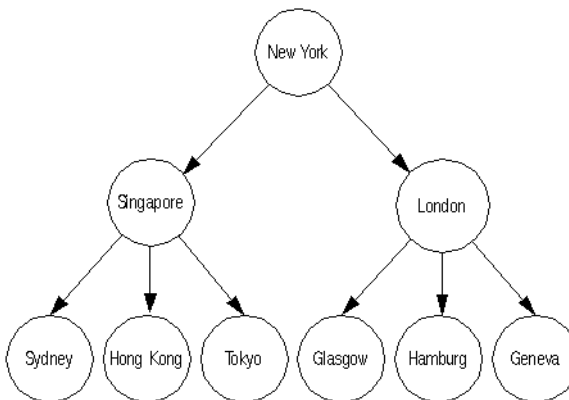 New York
Singapore
London
Sydney
Hong Kong
Tokyo
Glasgow
Hamburg
Geneva